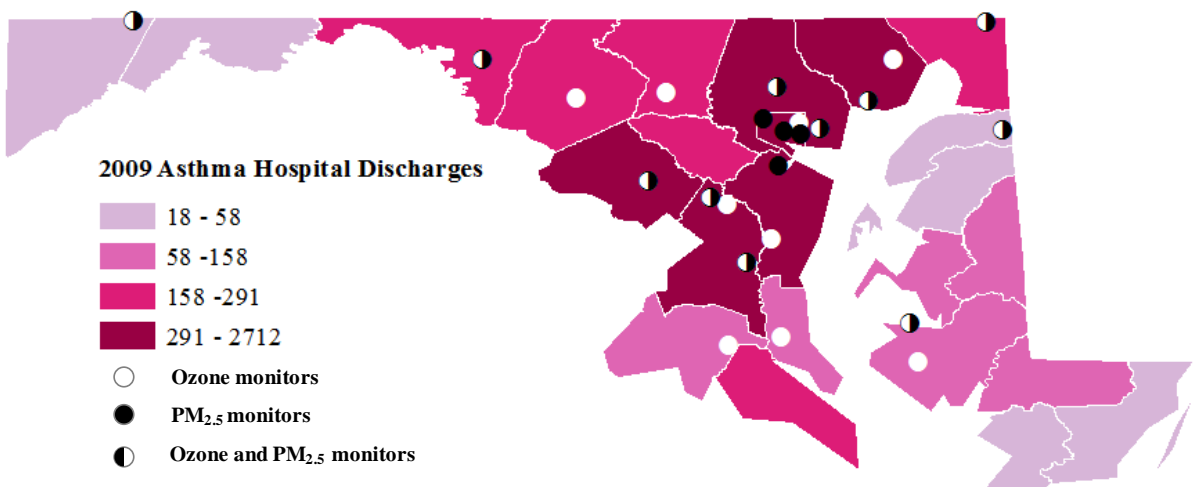 2009 Asthma Hospital Discharges
18 - 58
58 -158
158 -291
291 - 2712
Ozone monitors
PM2.5 monitors
Ozone and PM2.5 monitors